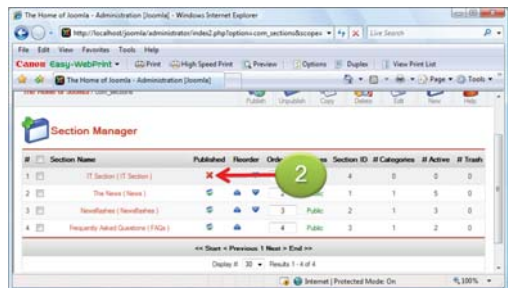 The Home of Joomla - Administration [Joomla] - Windows Internet Explorer
http://localhost/joomla/administrator/index2.php?option=com_sections&scope=
Live Search
File Edit View Favorites Tools Help
Canon Easy-WebPrint Print High Speed Print Preview Options Duplex View Print List
The Home of Joomla - Administration [Joomla] Page Tools
Publish Unpublish Copy Delete Edit New Help
Section Manager
# Section Name Published Reorder Section ID # Categories # Active # Trash
2
1 IT Section ( IT Section ) 4 0 0 0
2 The News ( News ) Public 1 1 5 0
3 Newsflashes ( Newsflashes ) 3 Public 2 1 3 0
4 Frequently Asked Questions ( FAQs ) 4 Public 3 1 2 0
<< Start < Previous 1 Next > End >>
Display # 30 Results 1 - 4 of 4
Internet | Protected Mode: On 100%